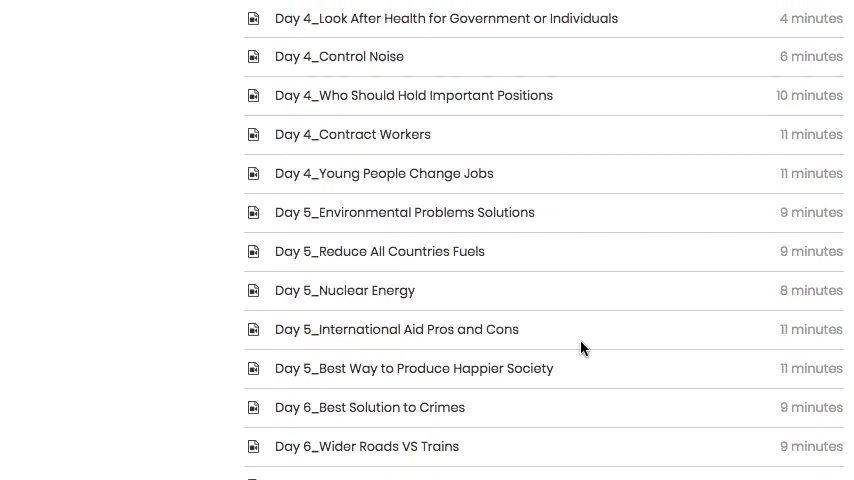 Day 4_Look After Health for Government or Individuals 4 minutes
Day 4_Control Noise 6 minutes
Day 4_Who Should Hold Important Positions 10 minutes
Day 4_Contract Workers 11 minutes
Day 4_Young People Change Jobs 11 minutes
Day 5_Environmental Problems Solutions 9 minutes
Day 5_Reduce All Countries Fuels 9 minutes
Day 5_Nuclear Energy 8 minutes
Day 5_International Aid Pros and Cons 11 minutes
Day 5_Best Way to Produce Happier Society 11 minutes
Day 6_Best Solution to Crimes 9 minutes
Day 6_Wider Roads VS Trains 9 minutes